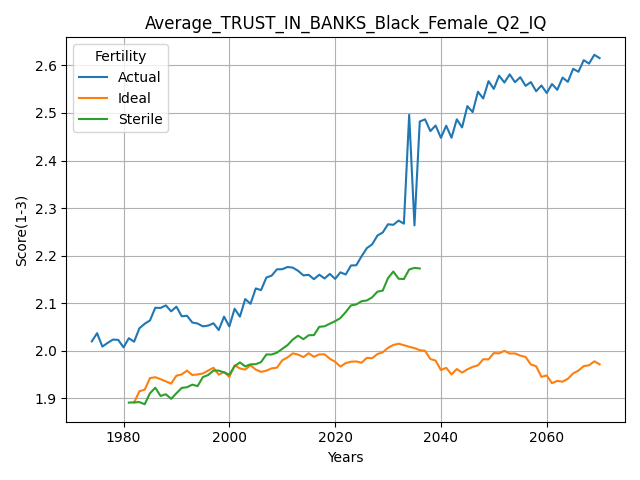 Average_TRUST_IN_BANKS_Black_Female_Q2_IQ
Fertility
Actual
Ideal
Sterile
Score(1-3)
2.6
2.5
2.4
2.3
2.2
2.1
2.0
1.9
1980
2000
2020
2040
2060
Years